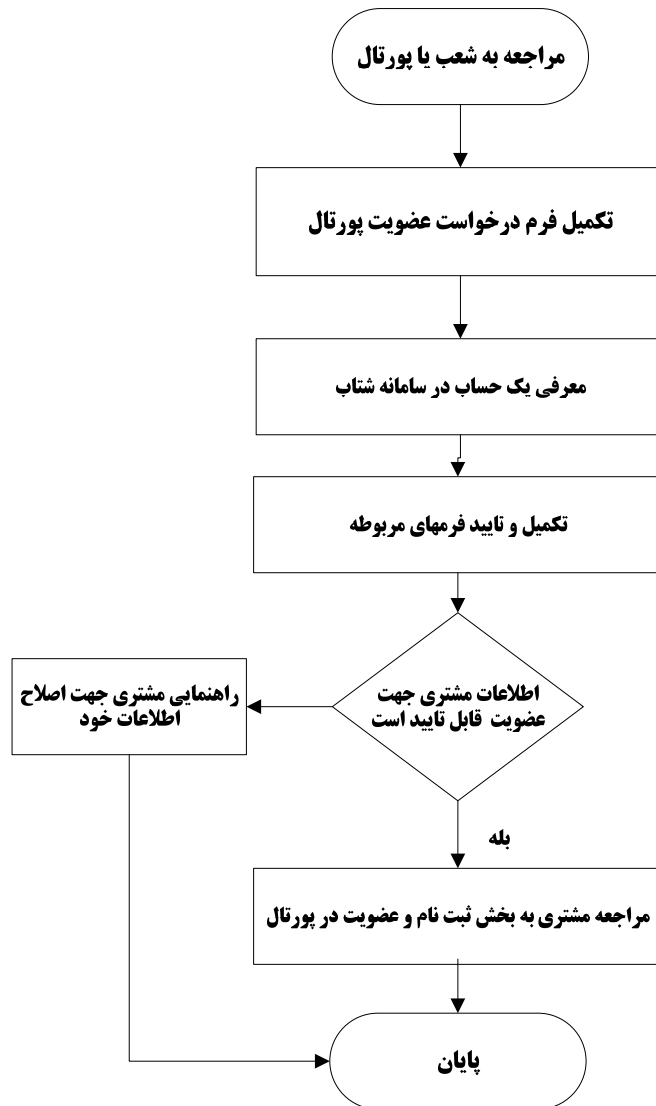 مراجعه به شعب یا پورتال
تکمیل فرم درخواست عضویت پورتال
معرفی یک حساب در سامانه شتاب
تکمیل و تایید فرمهای مربوطه
اطلاعات مشتری جهت
عضویت قابل تایید است
راهنمایی مشتری جهت اصلاح
اطلاعات خود
بله
مراجعه مشتری به بخش ثبت نام و عضویت در پورتال
پایان